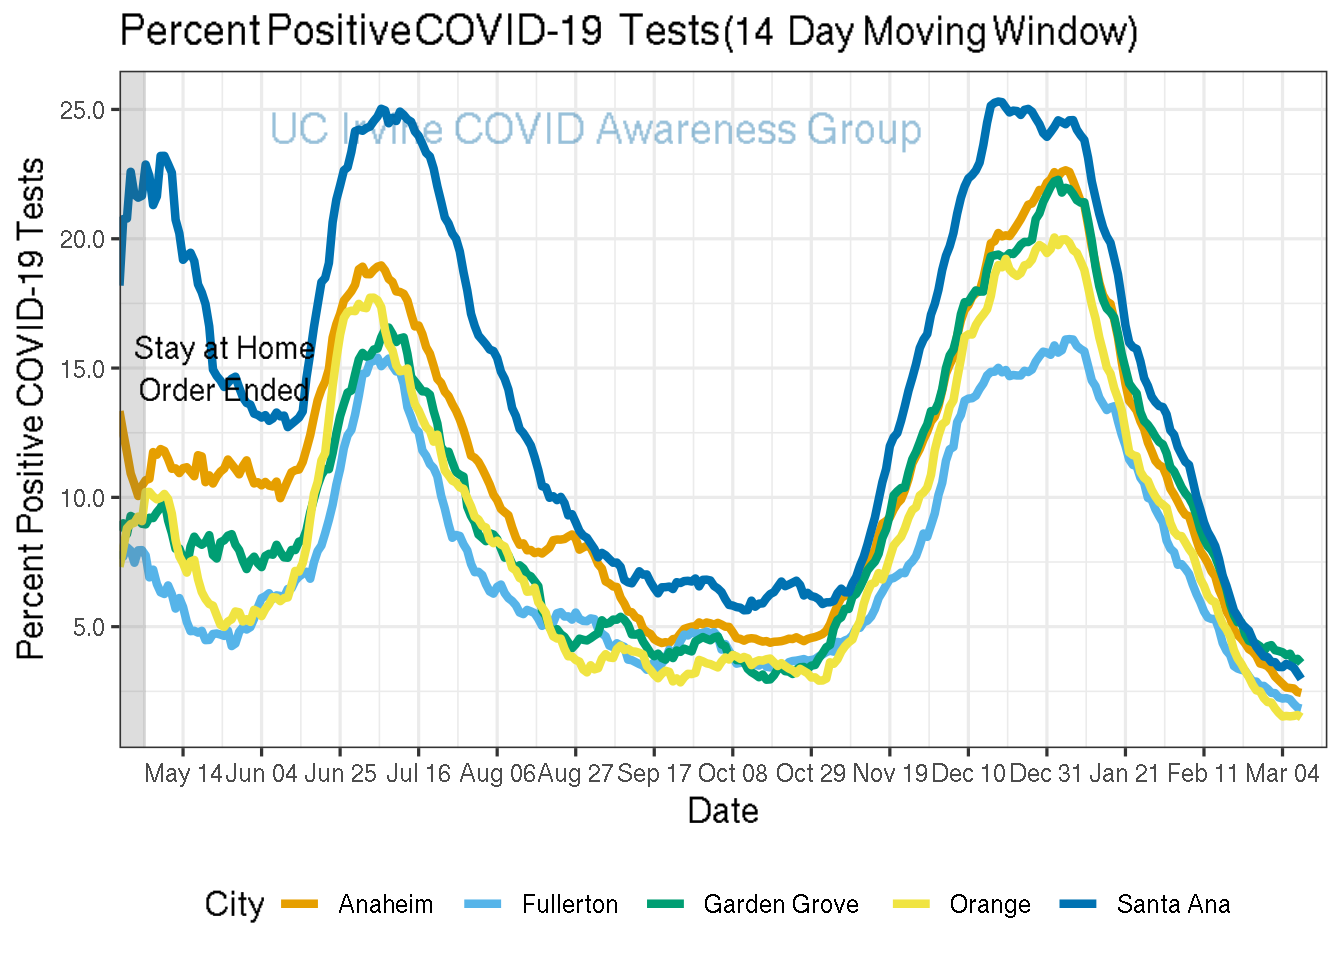 Percent Positive COVID-19 Tests (14 Day Moving Window)
UC Irvine COVID Awareness Group
Stay at Home
Order Ended
Percent Positive COVID-19 Tests
25.0
20.0
15.0
10.0
5.0
May 14 Jun 04 Jun 25 Jul 16 Aug 06 Aug 27 Sep 17 Oct 08 Oct 29 Nov 19 Dec 10 Dec 31 Jan 21 Feb 11 Mar 04
Date
City Anaheim Fullerton Garden Grove Orange Santa Ana